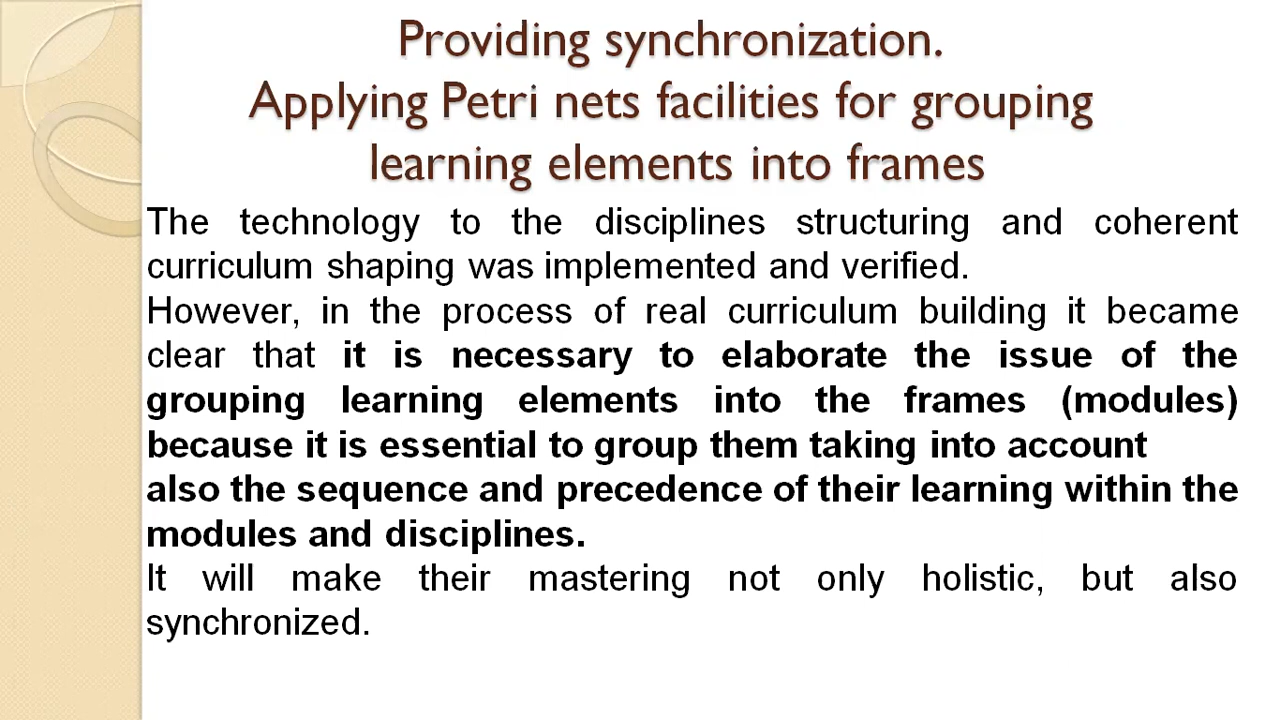 Providing synchronization.
Applying Petri nets facilities for grouping
learning elements into frames
The technology to the disciplines structuring and coherent
curriculum shaping was implemented and verified.
However, in the process of real curriculum building it became
clear that it is necessary to elaborate the issue of the
grouping learning elements into the frames (modules)
because it is essential to group them taking into account
also the sequence and precedence of their learning within the
modules and disciplines.
It will make their mastering not only holistic, but also
synchronized.